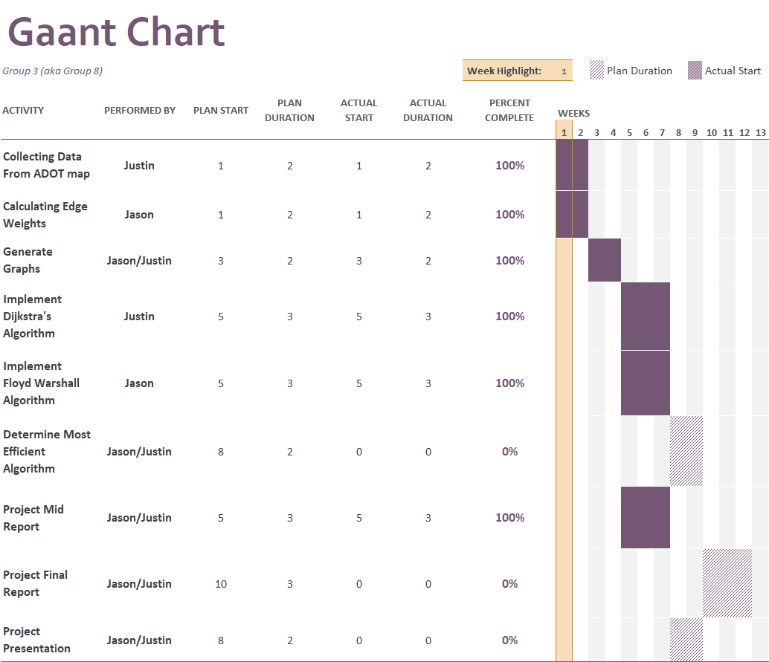 Gaant Chart
Group 3 (aka Group 8)
Week Highlight: 1 Plan Duration Actual Start
ACTIVITY PERFORMED BY PLAN START PLAN DURATION ACTUAL START ACTUAL DURATION PERCENT COMPLETE WEEKS
1 2 3 4 5 6 7 8 9 10 11 12 13
Collecting Data
From ADOT map Justin 1 2 1 2 100%
Calculating Edge
Weights Jason 1 2 1 2 100%
Generate
Graphs Jason/Justin 3 2 3 2 100%
Implement
Dijkstra's
Algorithm Justin 5 3 5 3 100%
Implement
Floyd Warshall
Algorithm Jason 5 3 5 3 100%
Determine Most
Efficient
Algorithm Jason/Justin 8 2 0 0 0%
Project Mid
Report Jason/Justin 5 3 5 3 100%
Project Final
Report Jason/Justin 10 3 0 0 0%
Project
Presentation Jason/Justin 8 2 0 0 0%